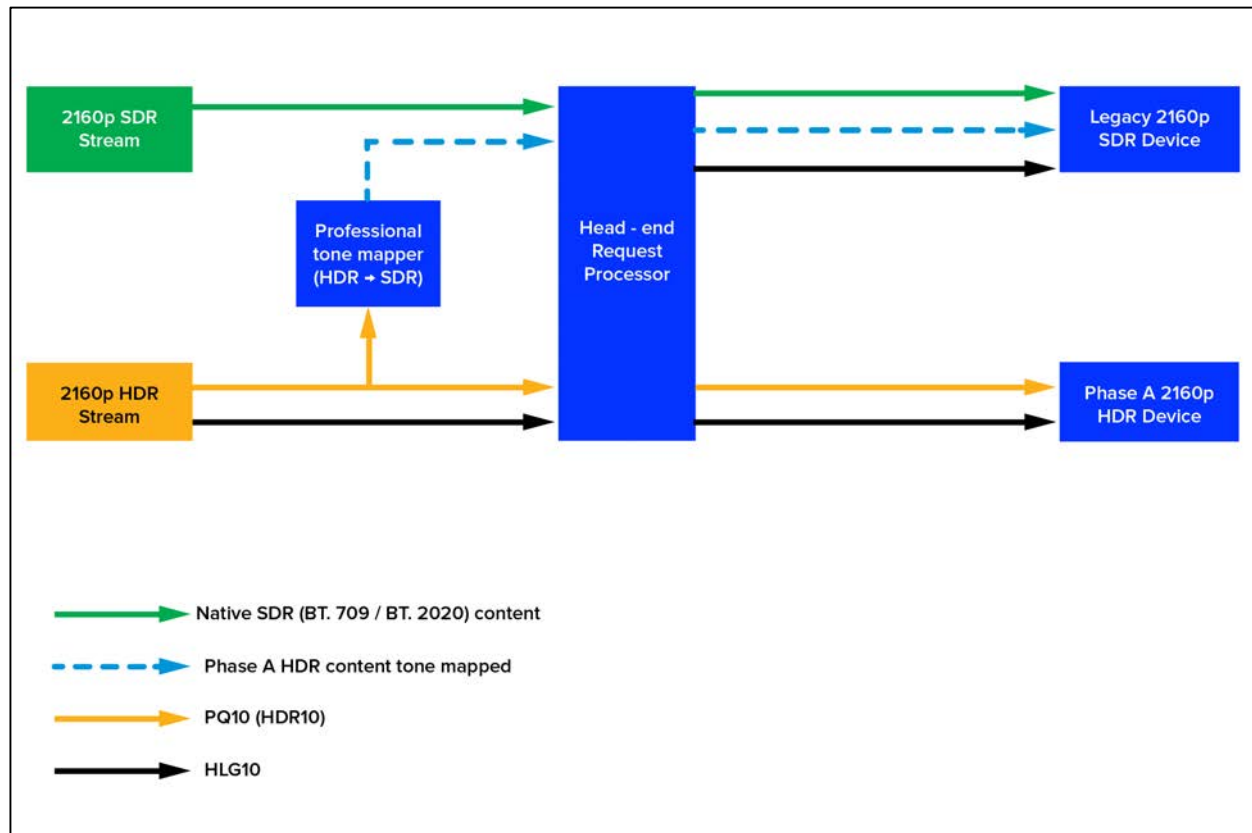 2160p SDR
Stream
Legacy 2160p
SDR Device
Professional
tone mapper
(HDR → SDR)
Head - end
Request
Processor
2160p HDR
Stream
Phase A 2160p
HDR Device
Native SDR (BT. 709 / BT. 2020) content
Phase A HDR content tone mapped
PQ10 (HDR10)
HLG10